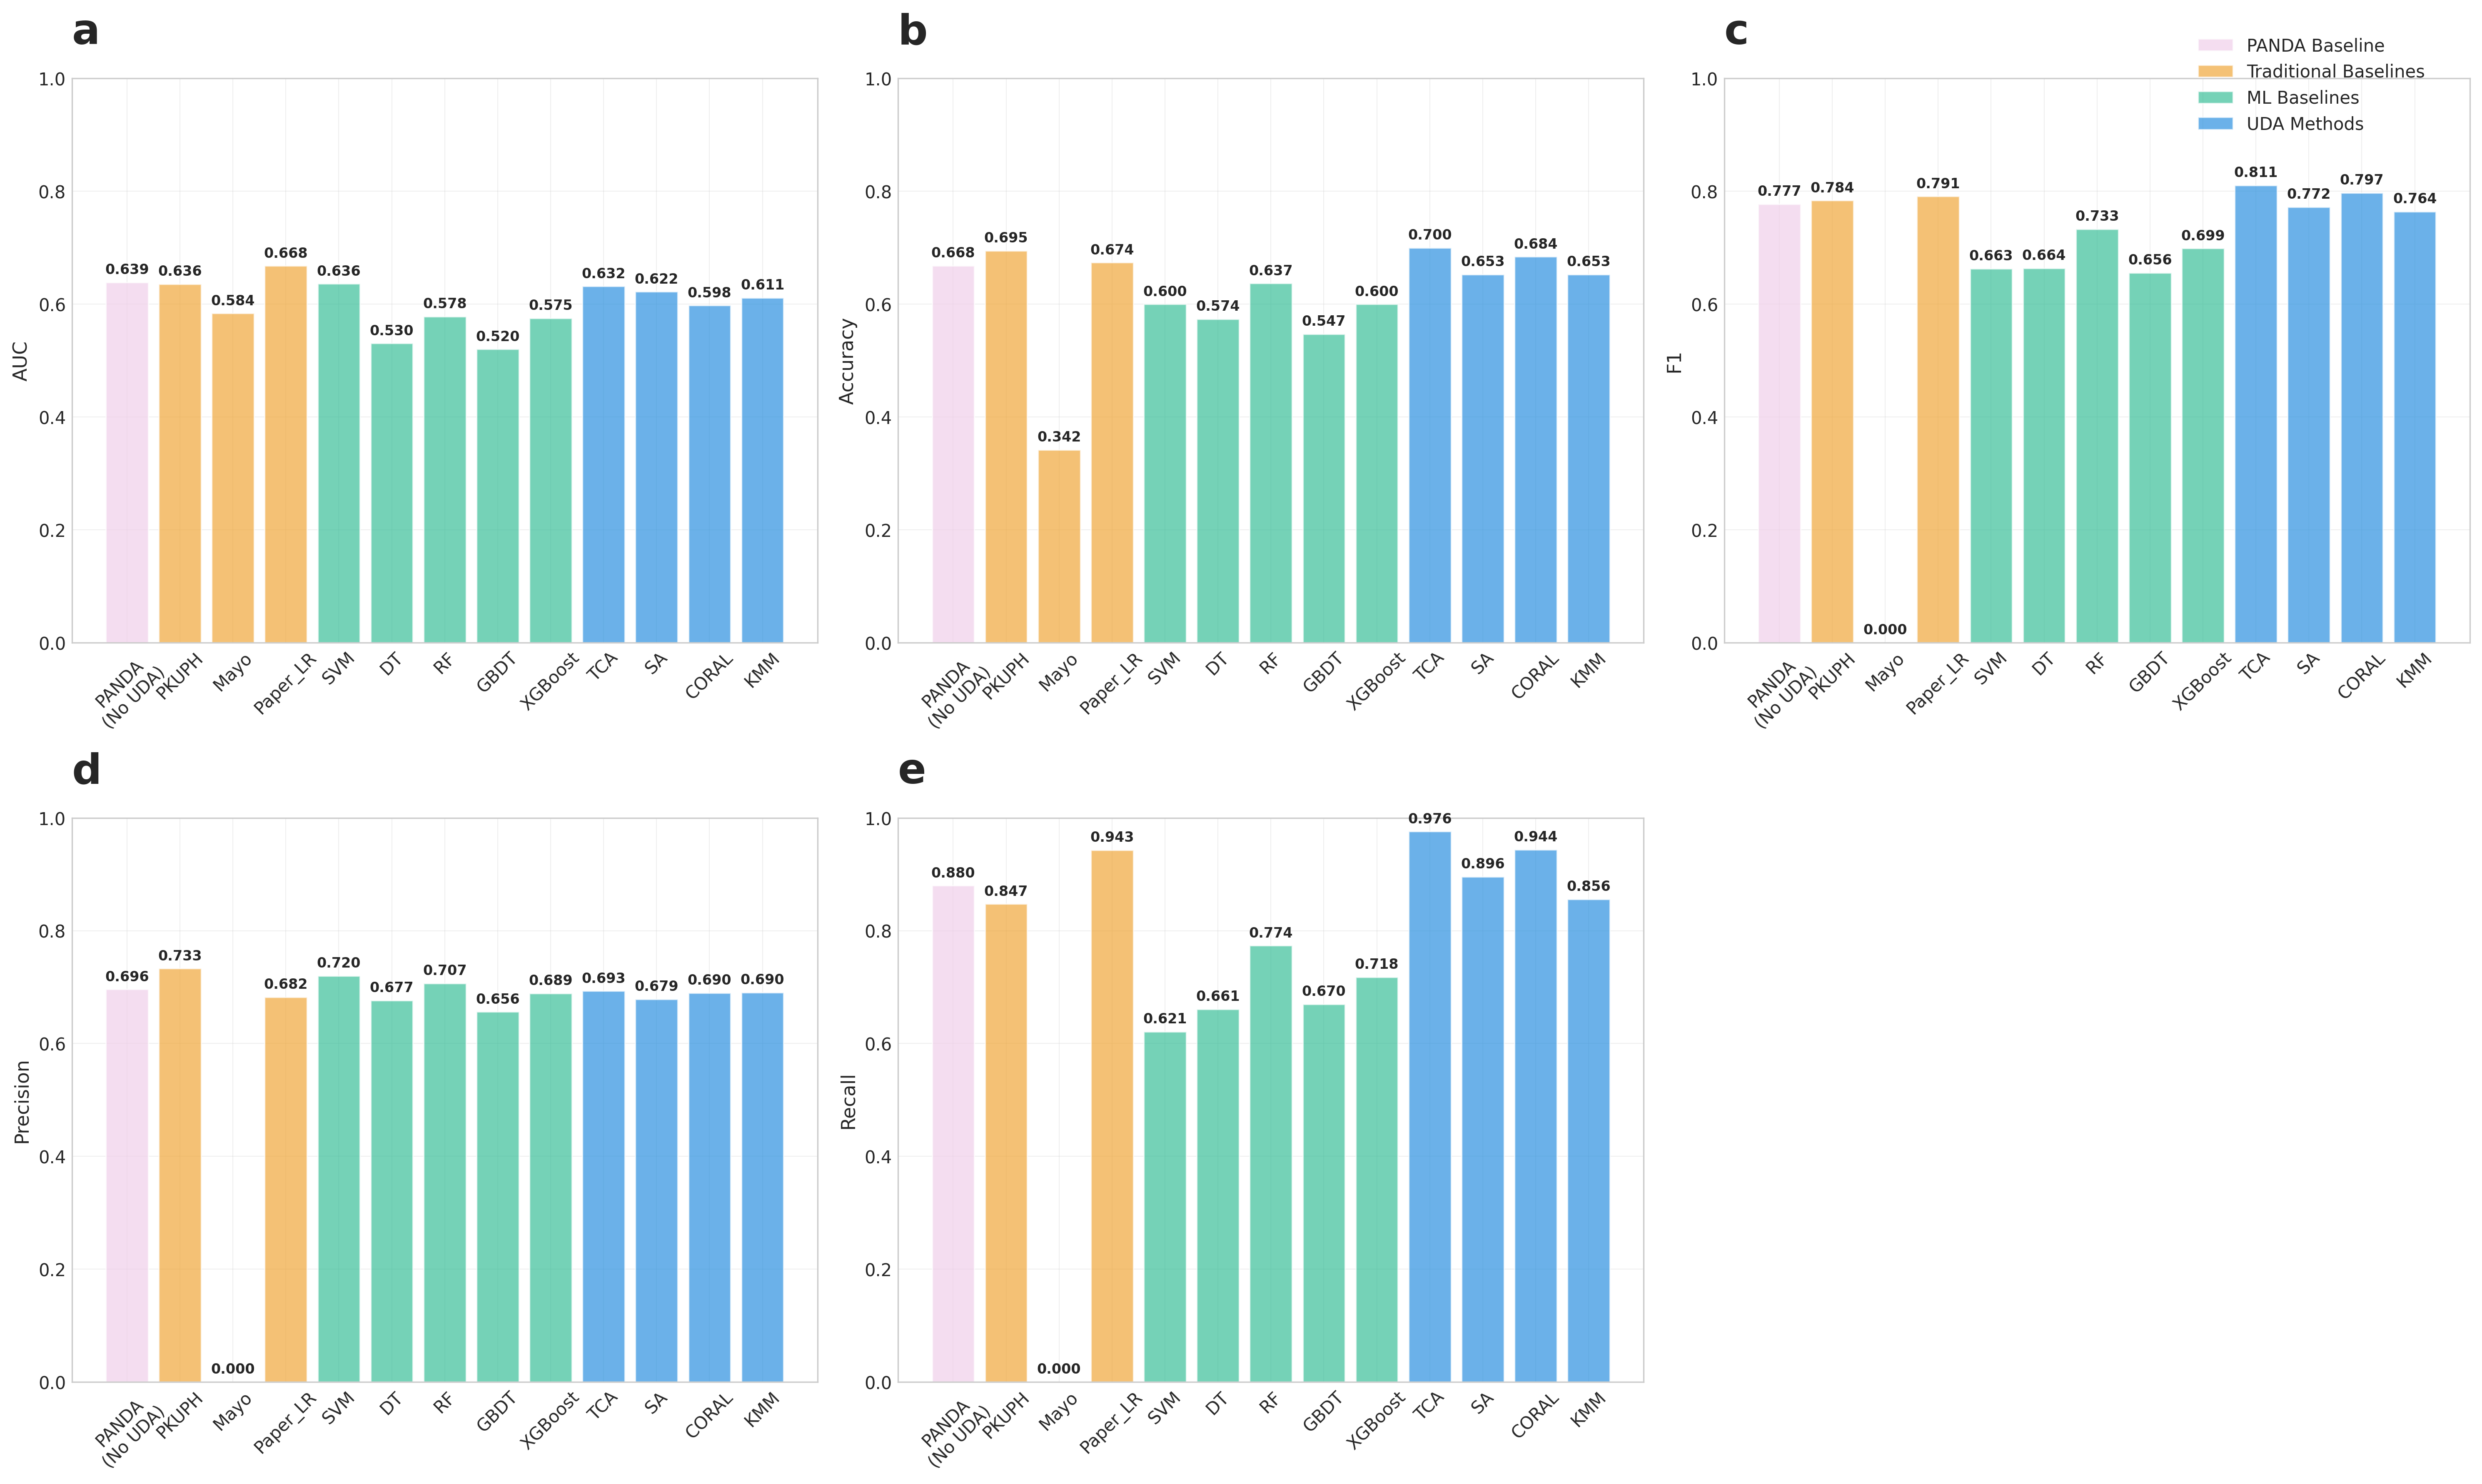 a
1.0
0.8
0.6
0.4
0.2
0.0
AUC
0.639
0.636
0.584
0.668
0.636
0.530
0.578
0.520
0.575
0.632
0.622
0.598
0.611
PANDA
(No UDA)
PKUPH
Mayo
Paper_LR
SVM
DT
RF
GBDT
XGBoost
TCA
SA
CORAL
KMM
b
1.0
0.8
0.6
0.4
0.2
0.0
Accuracy
0.668
0.695
0.342
0.674
0.600
0.574
0.637
0.547
0.600
0.700
0.653
0.684
0.653
PANDA
(No UDA)
PKUPH
Mayo
Paper_LR
SVM
DT
RF
GBDT
XGBoost
TCA
SA
CORAL
KMM
c
PANDA Baseline
Traditional Baselines
ML Baselines
UDA Methods
1.0
0.8
0.6
0.4
0.2
0.0
F1
0.777
0.784
0.000
0.791
0.663
0.664
0.733
0.656
0.699
0.811
0.772
0.797
0.764
PANDA
(No UDA)
PKUPH
Mayo
Paper_LR
SVM
DT
RF
GBDT
XGBoost
TCA
SA
CORAL
KMM
d
1.0
0.8
0.6
0.4
0.2
0.0
Precision
0.696
0.733
0.000
0.682
0.720
0.677
0.707
0.656
0.689
0.693
0.679
0.690
0.690
PANDA
(No UDA)
PKUPH
Mayo
Paper_LR
SVM
DT
RF
GBDT
XGBoost
TCA
SA
CORAL
KMM
e
1.0
0.8
0.6
0.4
0.2
0.0
Recall
0.880
0.847
0.000
0.943
0.621
0.661
0.774
0.670
0.718
0.976
0.896
0.944
0.856
PANDA
(No UDA)
PKUPH
Mayo
Paper_LR
SVM
DT
RF
GBDT
XGBoost
TCA
SA
CORAL
KMM